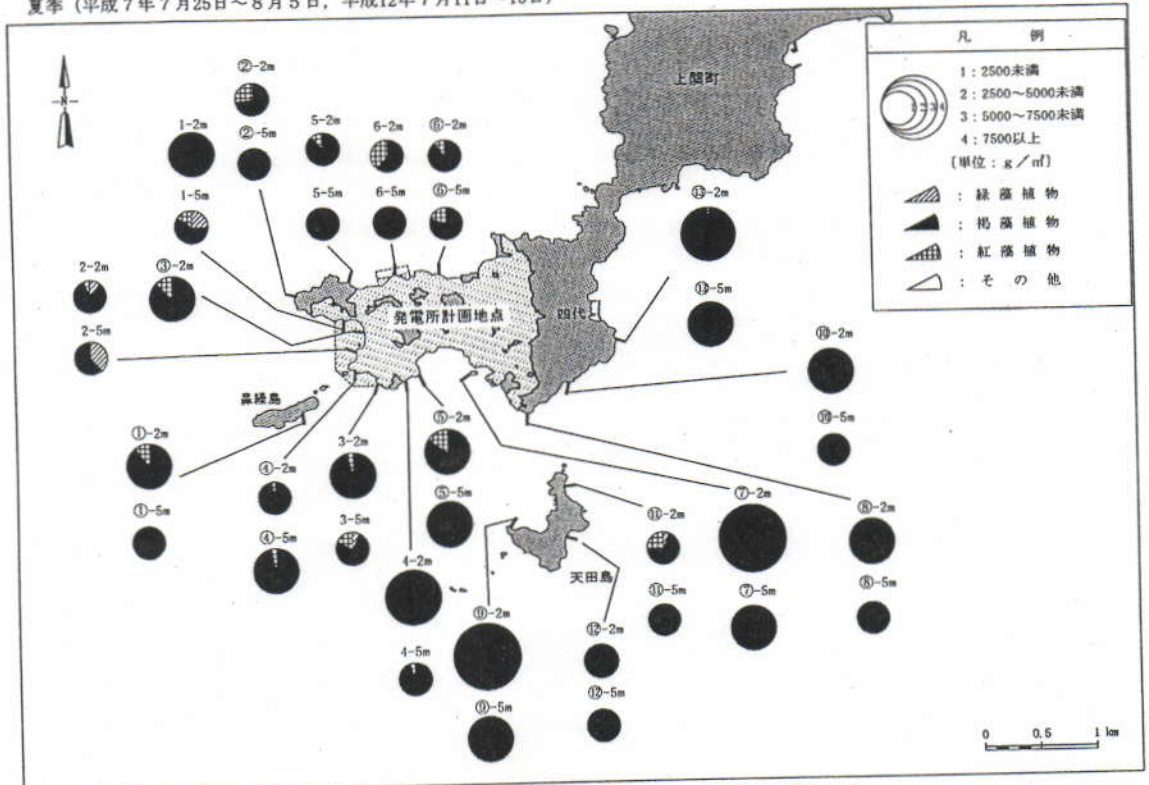 夏季（平成7年7月25日～8月5日，平成12年7月11日
凡 例
1：2500未満
2：2500～5000未満
3：5000～7500未満
4：7500以上
〔単位：g／㎡〕
1 2 3 4
：緑藻植物
：褐藻植物
：紅藻植物
：その他
N
上関町
四代
発電所計画地点
鼻繰島
天田島
②-2m
②-5m
1-2m
1-5m
5-2m
5-5m
6-2m
6-5m
⑥-2m
⑥-5m
2-2m
2-5m
③-2m
⑬-2m
⑬-5m
⑩-2m
⑩-5m
①-2m
①-5m
④-2m
④-5m
3-2m
3-5m
⑤-2m
⑤-5m
4-2m
4-5m
⑨-2m
⑨-5m
⑪-2m
⑪-5m
⑫-2m
⑫-5m
⑦-2m
⑦-5m
⑧-2m
⑧-5m
0 0.5 1 km